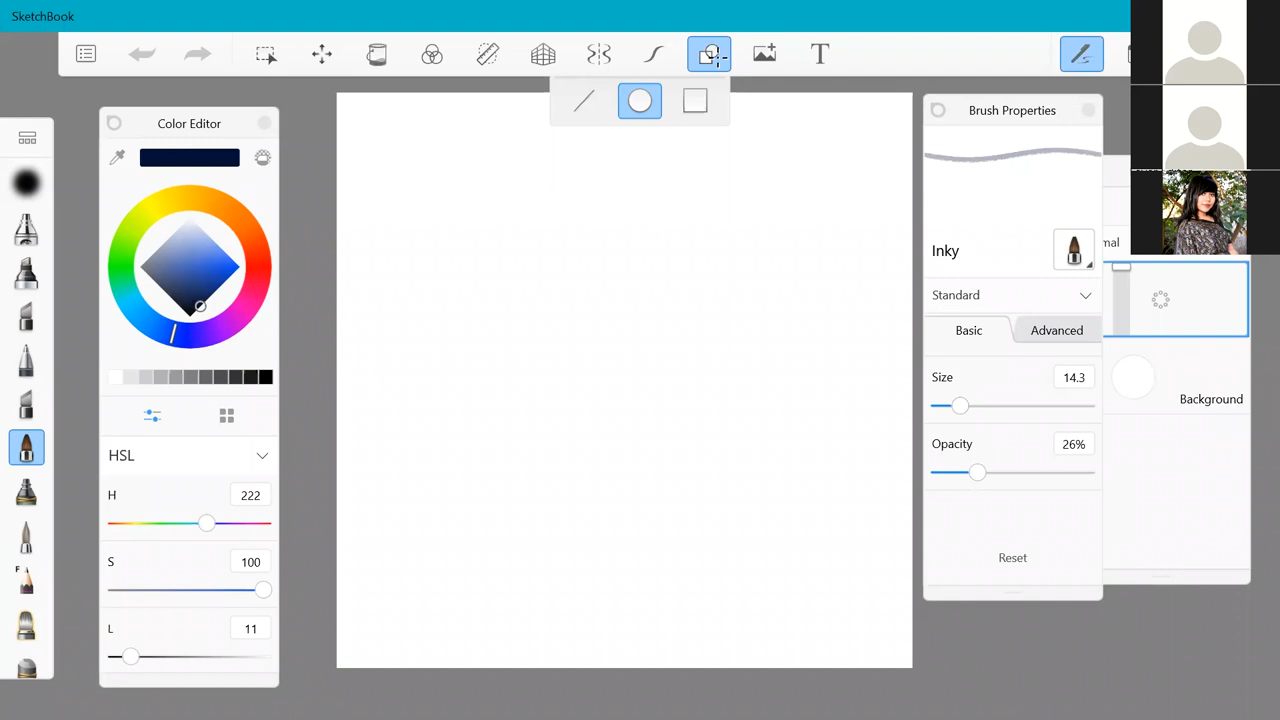 SketchBook
T
Color Editor
Brush Properties
Inky
mal
Standard
Basic
Advanced
Size
14.3
Background
Opacity
26%
HSL
H
222
S
100
Reset
F
L
11